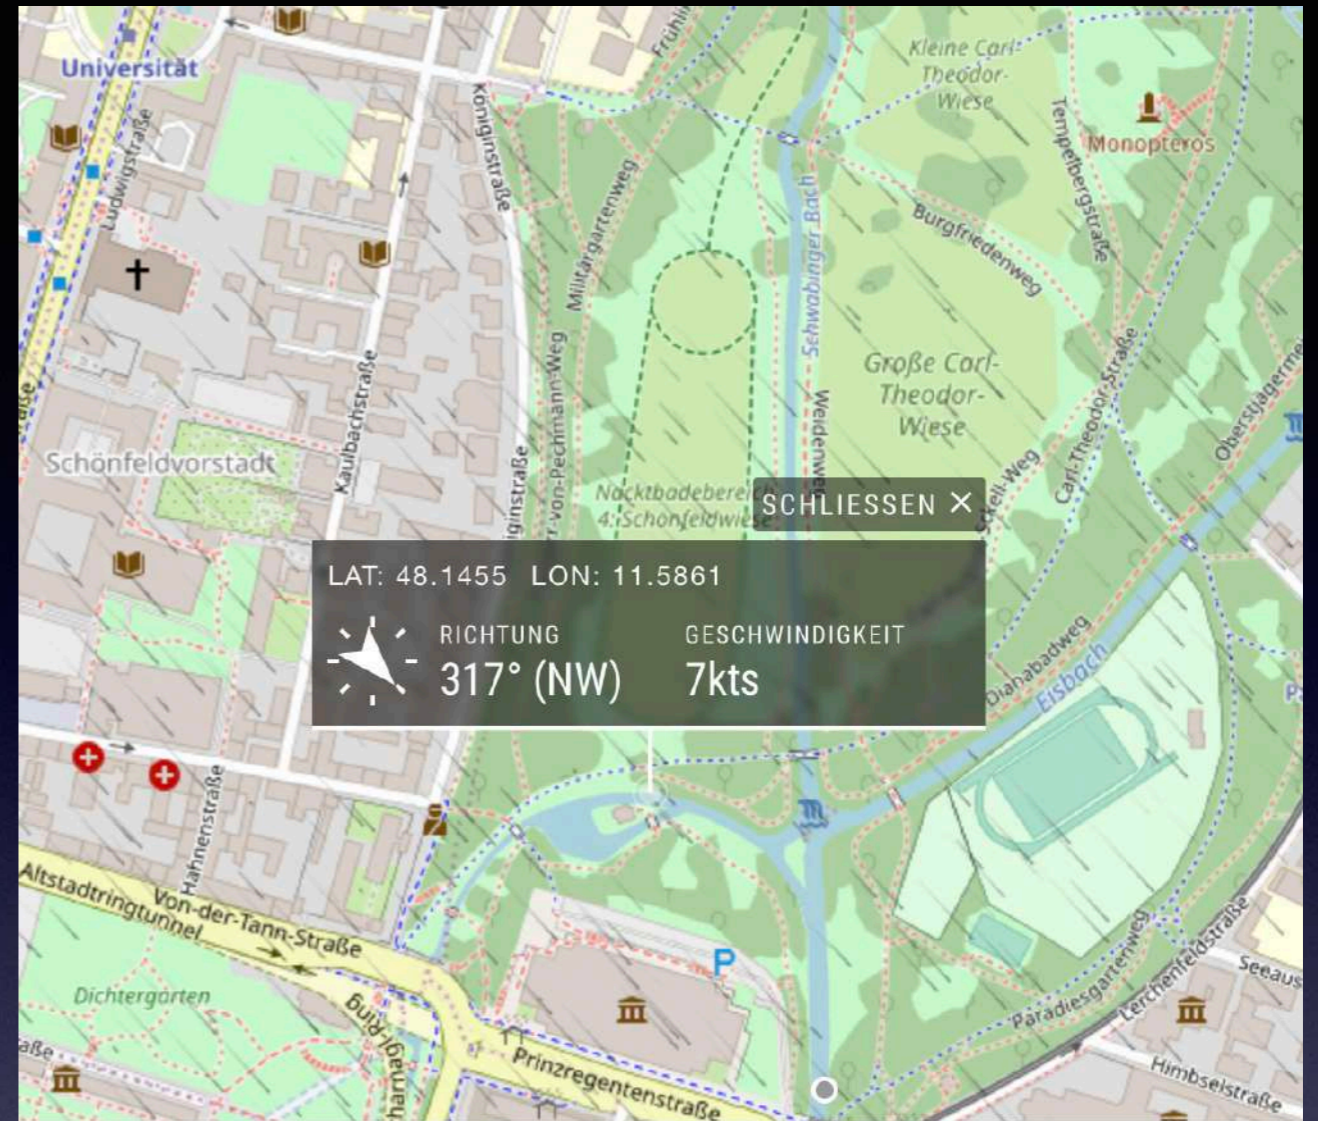 Universität
Ludwigstraße
Königinstraße
Kleine Carl-
Theodor-
Wiese
Monopteros
Tempelbergstraße
Militärgartenweg
Schwabinger Bach
Burgfriedenweg
Große Carl-
Theodor-
Wiese
Kaulbachstraße
Weidenweg
Carl-Theodor-Straße
Schönfeldvorstadt
Nacktbadebereich
4: Schönfeldwiese
SCHLIESSEN ×
LAT: 48.1455 LON: 11.5861
RICHTUNG
317° (NW)
GESCHWINDIGKEIT
7kts
Dianabadweg
Eisbach
Hahnenstraße
Altstadtringtunnel
Von-der-Tann-Straße
Dichtergärten
P
Prinzregentenstraße
Paradiesgartenweg
Lerchenfeldstraße
Seeaus
Himbselstraße